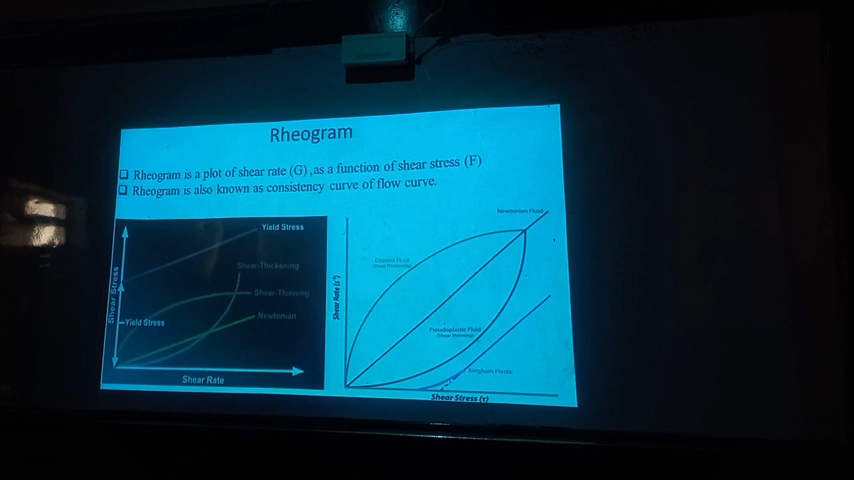 Rheogram
❑ Rheogram is a plot of shear rate (G) ,as a function of shear stress (F)
❑ Rheogram is also known as consistency curve of flow curve.
Yield Stress
Shear-Thickening
Shear-Thinning
Newtonian
Yield Stress
Shear Stress
Shear Rate
Newtonian Fluid
Dilatant Fluid
(Shear Thickening)
Shear Rate (s⁻¹)
Pseudoplastic Fluid
(Shear Thinning)
Bingham Plastic
Shear Stress (τ)